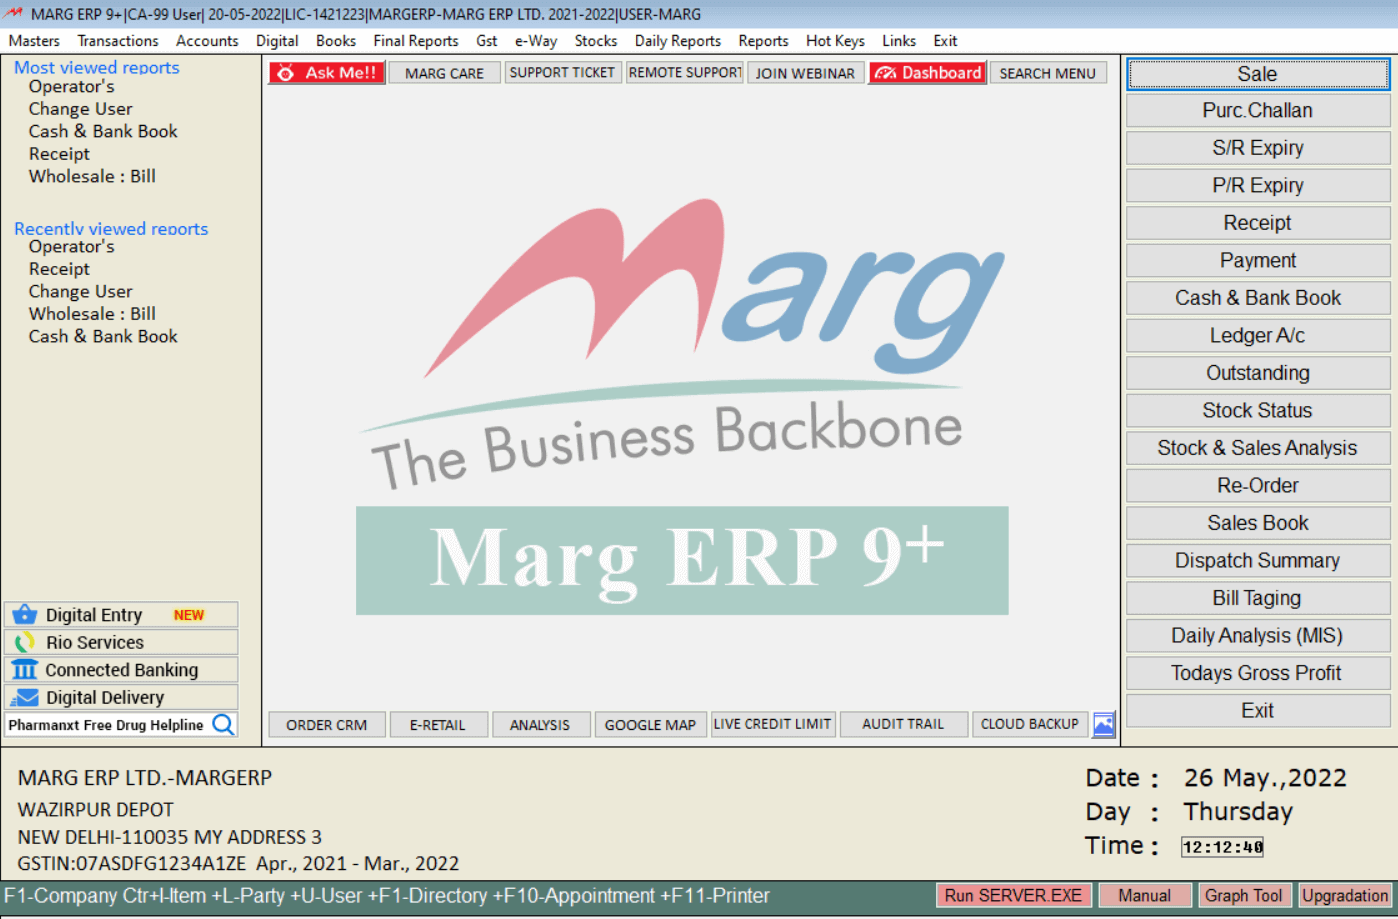 MARG ERP 9+|CA-99 User| 20-05-2022|LIC-1421223|MARGERP-MARG ERP LTD. 2021-2022|USER-MARG
Masters Transactions Accounts Digital Books Final Reports Gst e-Way Stocks Daily Reports Reports Hot Keys Links Exit
Most viewed reports
Operator's
Change User
Cash & Bank Book
Receipt
Wholesale : Bill
Recently viewed reports
Operator's
Receipt
Change User
Wholesale : Bill
Cash & Bank Book
Digital Entry NEW
Rio Services
Connected Banking
Digital Delivery
Pharmanxt Free Drug Helpline
Ask Me!! MARG CARE SUPPORT TICKET REMOTE SUPPORT JOIN WEBINAR Dashboard SEARCH MENU
Marg
The Business Backbone
Marg ERP 9+
ORDER CRM E-RETAIL ANALYSIS GOOGLE MAP LIVE CREDIT LIMIT AUDIT TRAIL CLOUD BACKUP
Sale
Purc.Challan
S/R Expiry
P/R Expiry
Receipt
Payment
Cash & Bank Book
Ledger A/c
Outstanding
Stock Status
Stock & Sales Analysis
Re-Order
Sales Book
Dispatch Summary
Bill Taging
Daily Analysis (MIS)
Todays Gross Profit
Exit
MARG ERP LTD.-MARGERP
WAZIRPUR DEPOT
NEW DELHI-110035 MY ADDRESS 3
GSTIN:07ASDFG1234A1ZE Apr., 2021 - Mar., 2022
Date : 26 May.,2022
Day : Thursday
Time : 12:12:40
F1-Company Ctr+I-Item +L-Party +U-User +F1-Directory +F10-Appointment +F11-Printer
Run SERVER.EXE Manual Graph Tool Upgradation